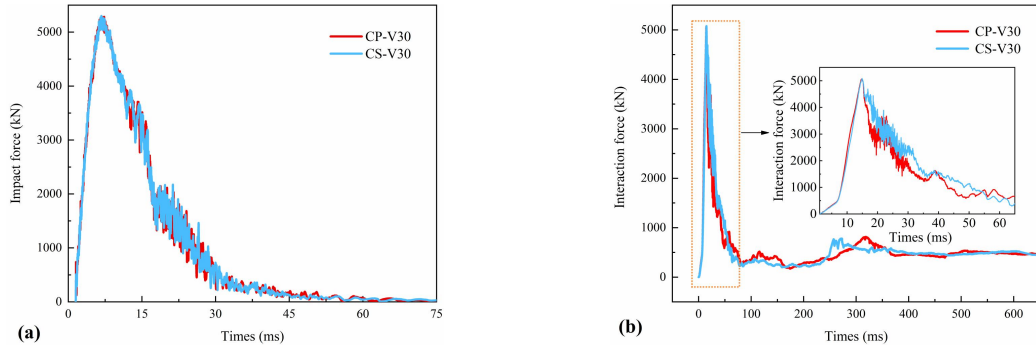 5000
4000
3000
2000
1000
0
Impact force (kN)
CP-V30
CS-V30
0 15 30 45 60 75
Times (ms)
(a)
5000
4000
3000
2000
1000
0
Interaction force (kN)
CP-V30
CS-V30
5000
4000
3000
2000
1000
0
Interaction force (kN)
10 20 30 40 50 60
Times (ms)
0 100 200 300 400 500 600
Times (ms)
(b)